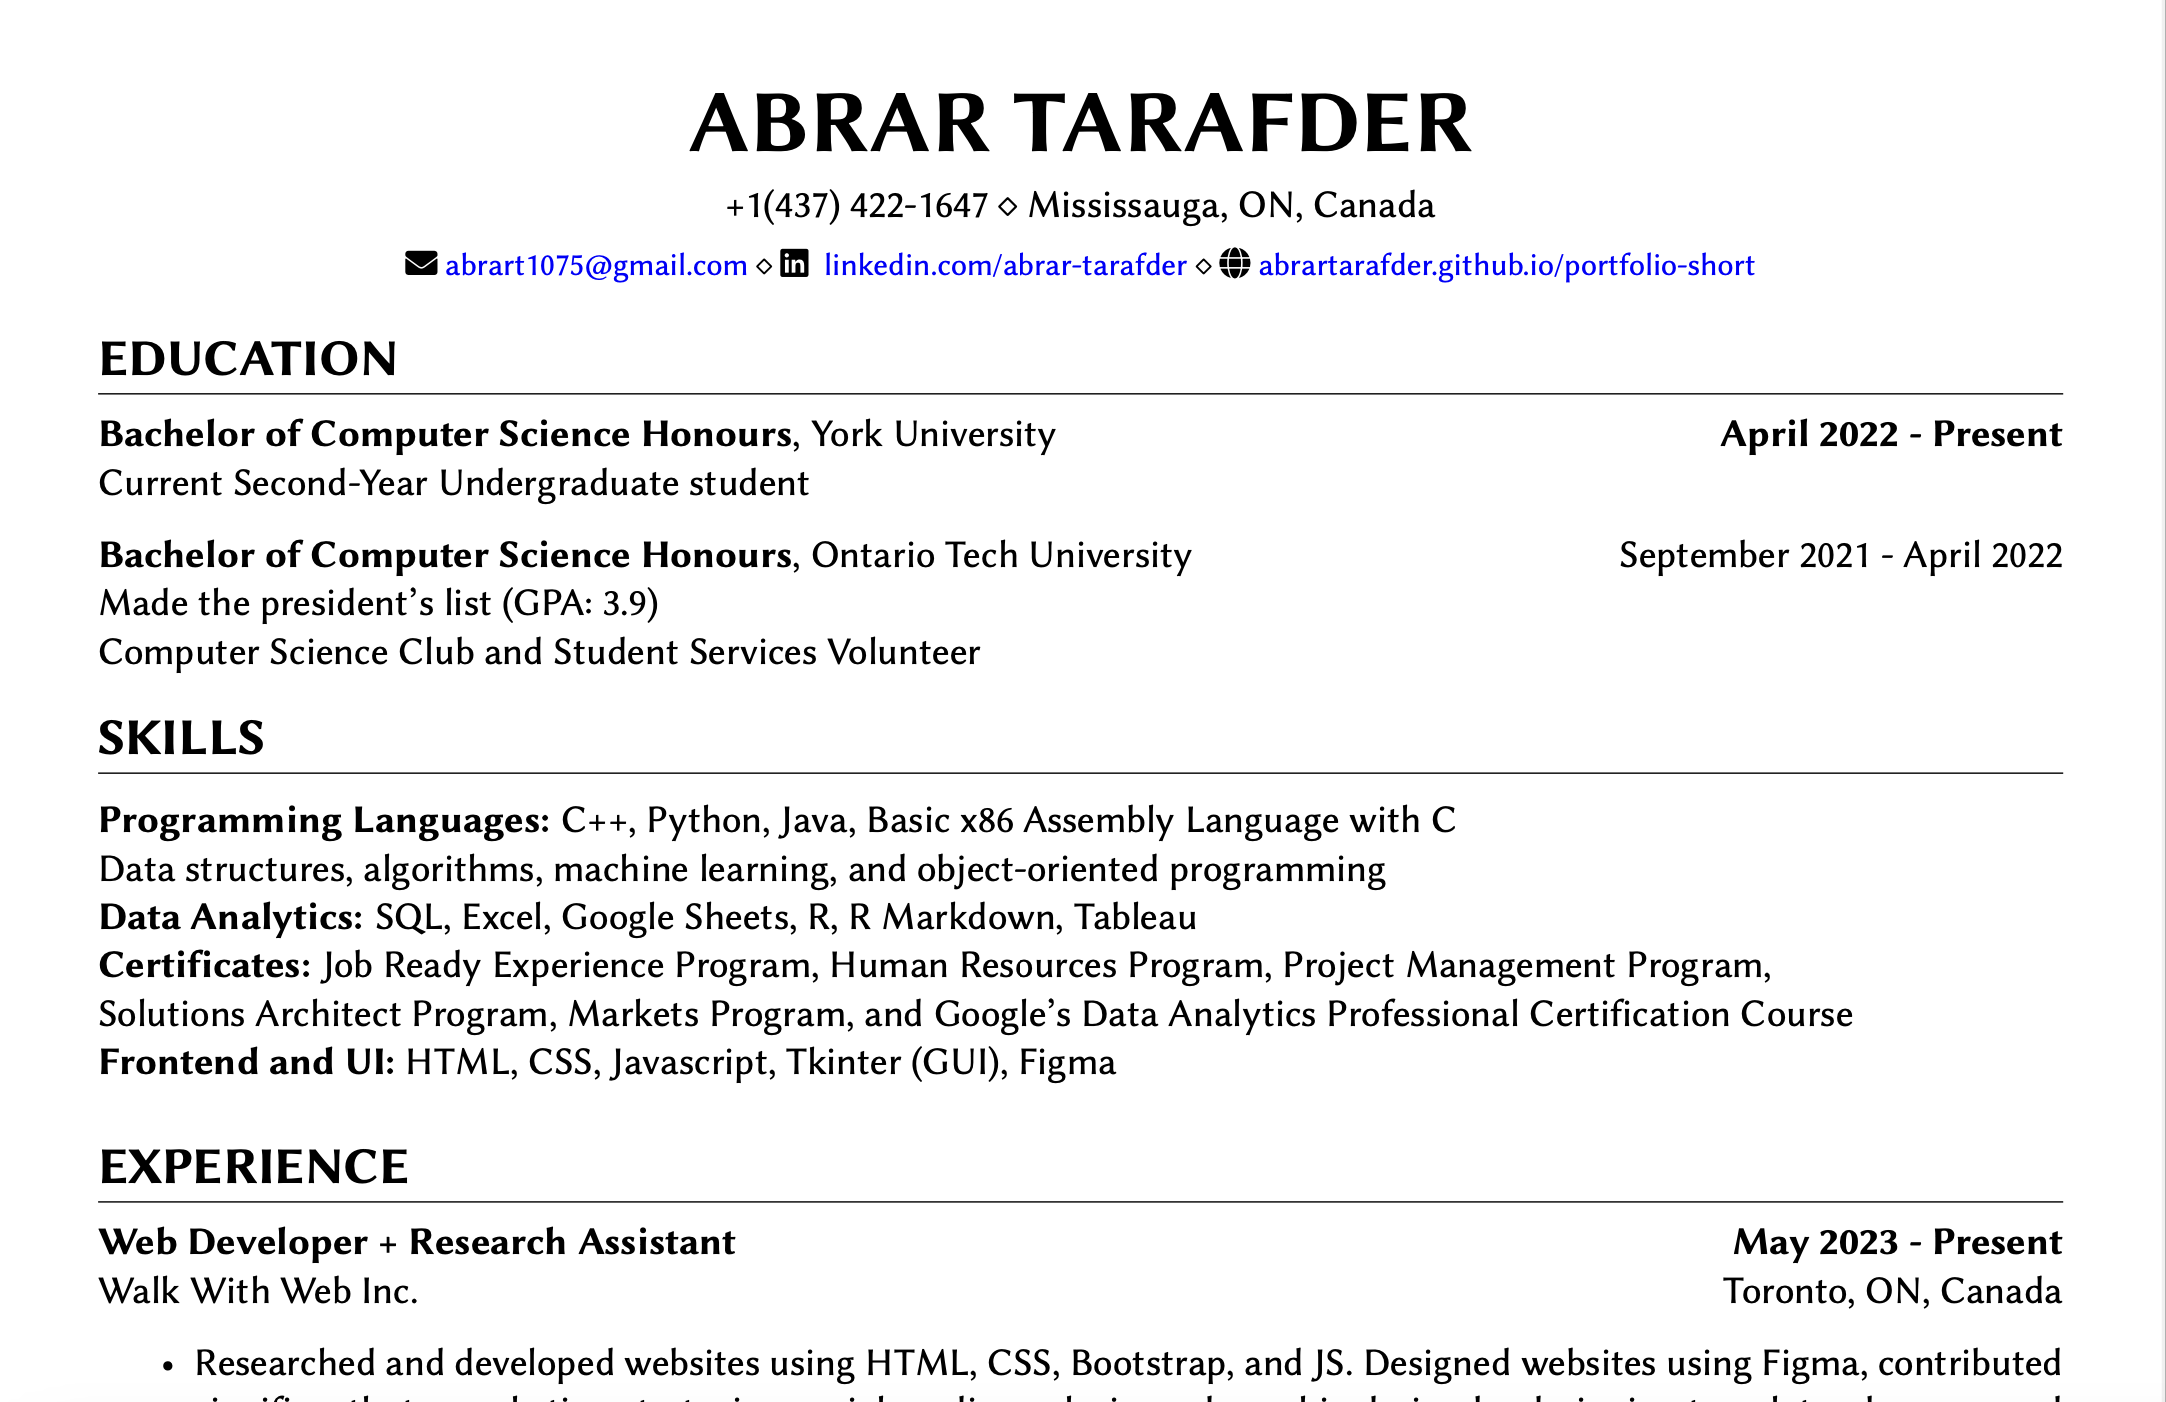 ABRAR TARAFDER
+1(437) 422-1647 ⋄ Mississauga, ON, Canada
abrart1075@gmail.com ⋄ linkedin.com/abrar-tarafder ⋄ abrartarafder.github.io/portfolio-short
EDUCATION
Bachelor of Computer Science Honours, York University April 2022 - Present
Current Second-Year Undergraduate student
Bachelor of Computer Science Honours, Ontario Tech University September 2021 - April 2022
Made the president's list (GPA: 3.9)
Computer Science Club and Student Services Volunteer
SKILLS
Programming Languages: C++, Python, Java, Basic x86 Assembly Language with C
Data structures, algorithms, machine learning, and object-oriented programming
Data Analytics: SQL, Excel, Google Sheets, R, R Markdown, Tableau
Certificates: Job Ready Experience Program, Human Resources Program, Project Management Program,
Solutions Architect Program, Markets Program, and Google's Data Analytics Professional Certification Course
Frontend and UI: HTML, CSS, Javascript, Tkinter (GUI), Figma
EXPERIENCE
Web Developer + Research Assistant May 2023 - Present
Walk With Web Inc. Toronto, ON, Canada
• Researched and developed websites using HTML, CSS, Bootstrap, and JS. Designed websites using Figma, contributed